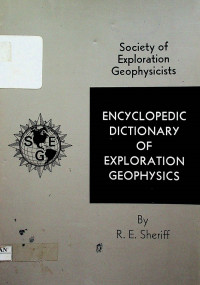 Society of
Exploration
Geophysicists
ENCYCLOPEDIC
DICTIONARY
OF
EXPLORATION
GEOPHYSICS
S E
G
By
R. E. Sheriff